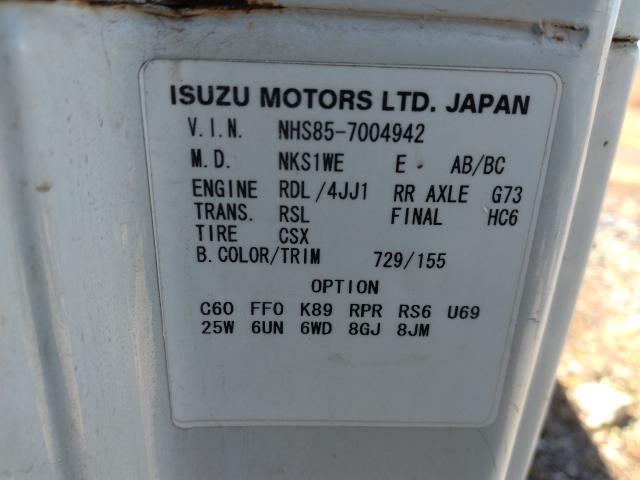 ISUZU MOTORS LTD. JAPAN
V.I.N. NHS85-7004942
M.D. NKS1WE E - AB/BC
ENGINE RDL/4JJ1 RR AXLE G73
TRANS. RSL FINAL HC6
TIRE CSX
B.COLOR/TRIM 729/155
OPTION
C60 FF0 K89 RPR RS6 U69
25W 6UN 6WD 8GJ 8JM